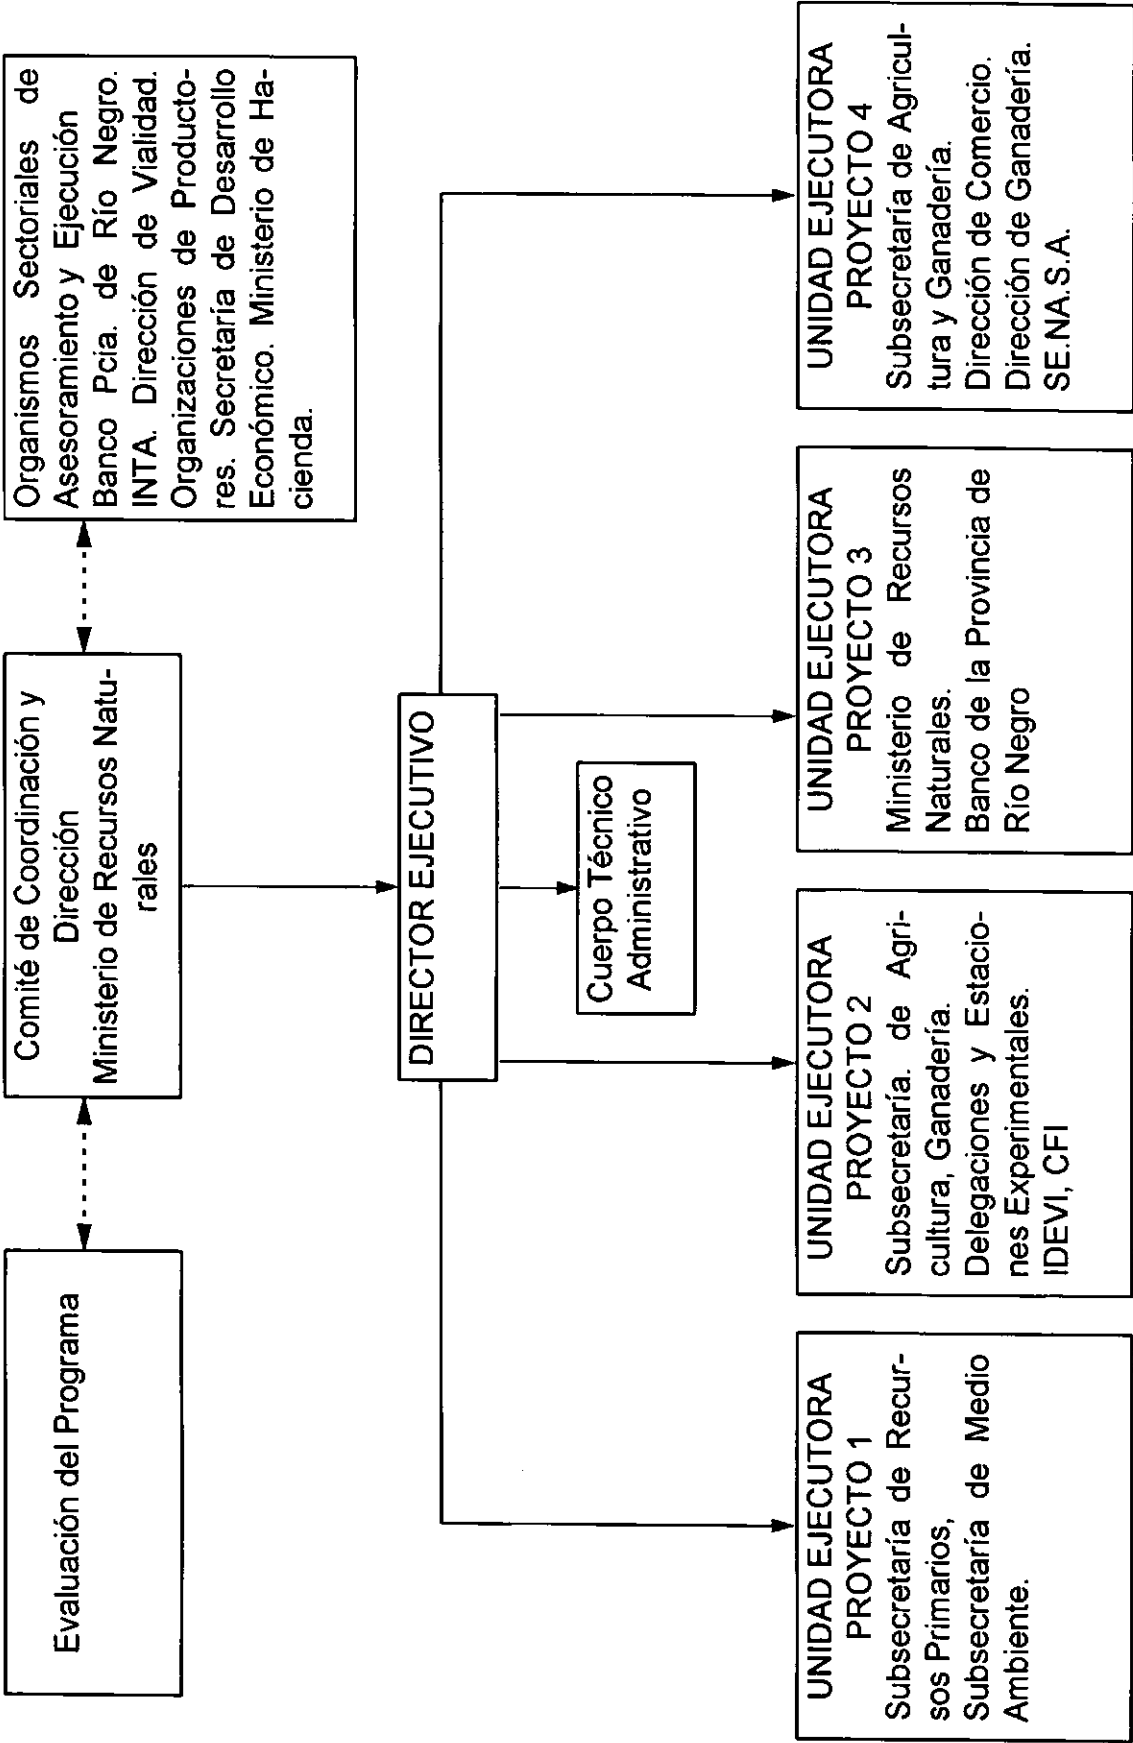 Evaluación del Programa
Comité de Coordinación y
Dirección
Ministerio de Recursos Natu-
rales
Organismos Sectoriales de
Asesoramiento y Ejecución
Banco Pcia. de Río Negro.
INTA. Dirección de Vialidad.
Organizaciones de Producto-
res. Secretaría de Desarrollo
Económico. Ministerio de Ha-
cienda.
DIRECTOR EJECUTIVO
Cuerpo Técnico
Administrativo
UNIDAD EJECUTORA
PROYECTO 1
Subsecretaría de Recur-
sos Primarios,
Subsecretaría de Medio
Ambiente.
UNIDAD EJECUTORA
PROYECTO 2
Subsecretaría. de Agri-
cultura, Ganadería.
Delegaciones y Estacio-
nes Experimentales.
IDEVI, CFI
UNIDAD EJECUTORA
PROYECTO 3
Ministerio de Recursos
Naturales.
Banco de la Provincia de
Río Negro
UNIDAD EJECUTORA
PROYECTO 4
Subsecretaría de Agricul-
tura y Ganadería.
Dirección de Comercio.
Dirección de Ganadería.
SE.NA.S.A.